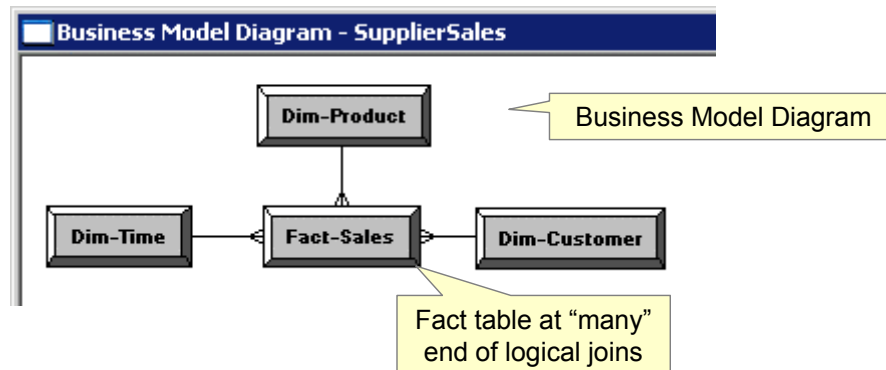 Business Model Diagram - SupplierSales
Dim-Product
Business Model Diagram
Dim-Time
Fact-Sales
Dim-Customer
Fact table at “many”
end of logical joins